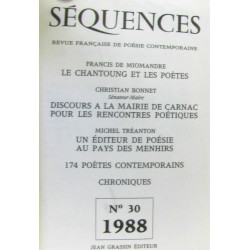 SÉQUENCES
REVUE FRANÇAISE DE POÉSIE CONTEMPORAINE
FRANCIS DE MIOMANDRE
LE CHANTOUNG ET LES POÈTES
CHRISTIAN BONNET
Sénateur-Maire
DISCOURS A LA MAIRIE DE CARNAC
POUR LES RENCONTRES POÉTIQUES
MICHEL TRÉANTON
UN ÉDITEUR DE POÉSIE
AU PAYS DES MENHIRS
174 POÈTES CONTEMPORAINS
CHRONIQUES
N° 30
1988
JEAN GRASSIN ÉDITEUR